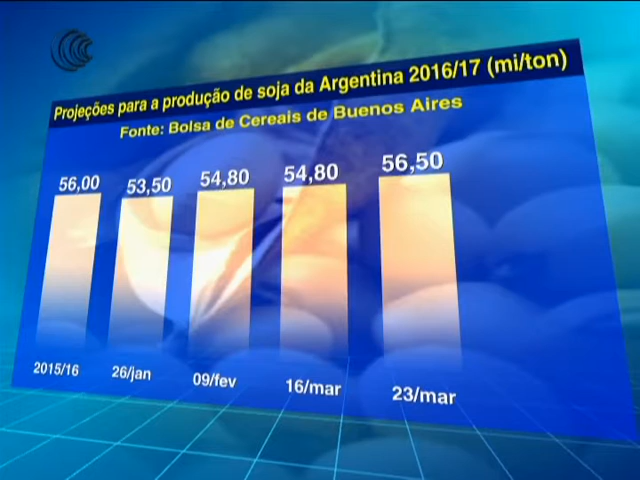 Projeções para a produção de soja da Argentina 2016/17 (mi/ton)
Fonte: Bolsa de Cereais de Buenos Aires
56,00 53,50 54,80 54,80 56,50
2015/16 26/jan 09/fev 16/mar 23/mar